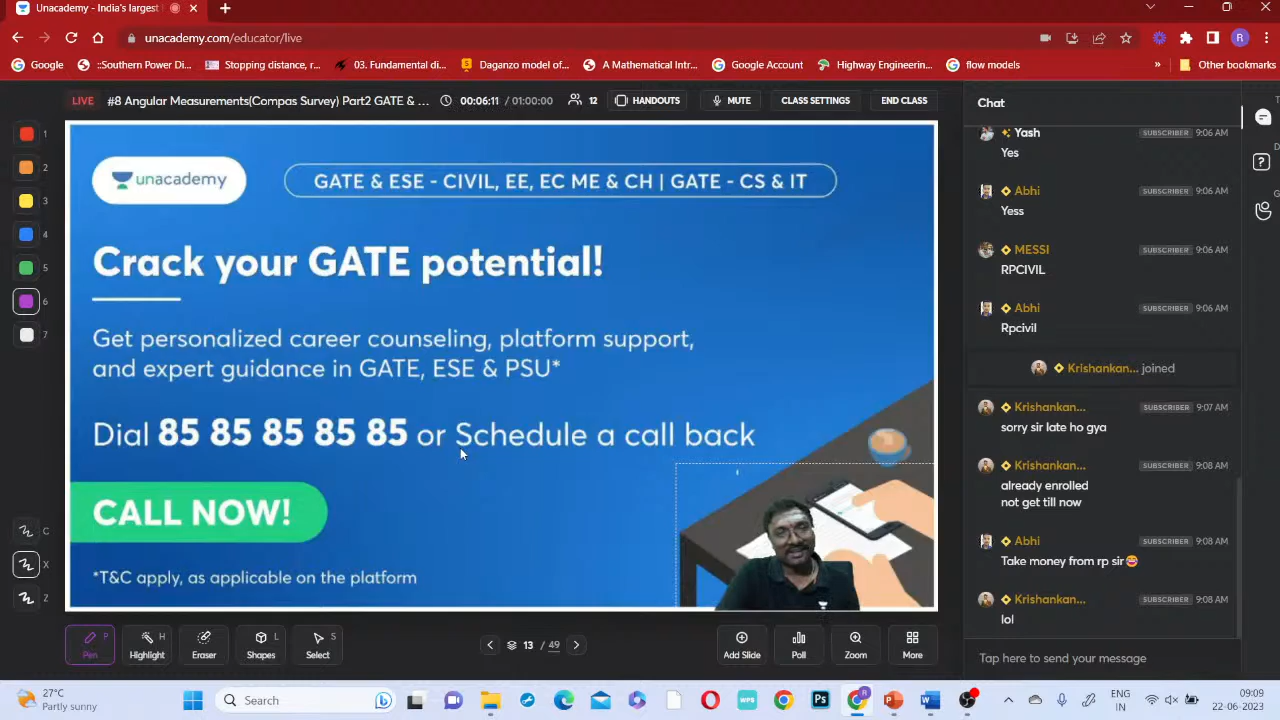 Unacademy - India's largest
unacademy.com/educator/live
R
Google
::Southern Power Di...
Stopping distance, r...
03. Fundamental di...
Daganzo model of...
A Mathematical Intr...
Google Account
Highway Engineerin...
flow models
»
Other bookmarks
LIVE
#8 Angular Measurements(Compas Survey) Part2 GATE & ...
00:06:11 / 01:00:00
12
HANDOUTS
MUTE
CLASS SETTINGS
END CLASS
1
2
3
4
5
6
7
C
X
Z
unacademy
GATE & ESE - CIVIL, EE, EC ME & CH | GATE - CS & IT
Crack your GATE potential!
Get personalized career counseling, platform support,
and expert guidance in GATE, ESE & PSU*
Dial 85 85 85 85 85 or Schedule a call back
CALL NOW!
*T&C apply, as applicable on the platform
Pen P
Highlight H
Eraser E
Shapes L
Select S
13 / 49
Add Slide
Poll
Zoom
More
Chat
Yash SUBSCRIBER 9:06 AM
Yes
Abhi SUBSCRIBER 9:06 AM
Yess
MESSI SUBSCRIBER 9:06 AM
RPCIVIL
Abhi SUBSCRIBER 9:06 AM
Rpcivil
Krishankan... joined
Krishankan... SUBSCRIBER 9:07 AM
sorry sir late ho gya
Krishankan... SUBSCRIBER 9:08 AM
already enrolled
not get till now
Abhi SUBSCRIBER 9:08 AM
Take money from rp sir😅
Krishankan... SUBSCRIBER 9:08 AM
lol
Tap here to send your message
T
D
?
G
27°C
Partly sunny
Search
WPS
Ps
R
P
W
ENG
IN
09:09
22-06-2023